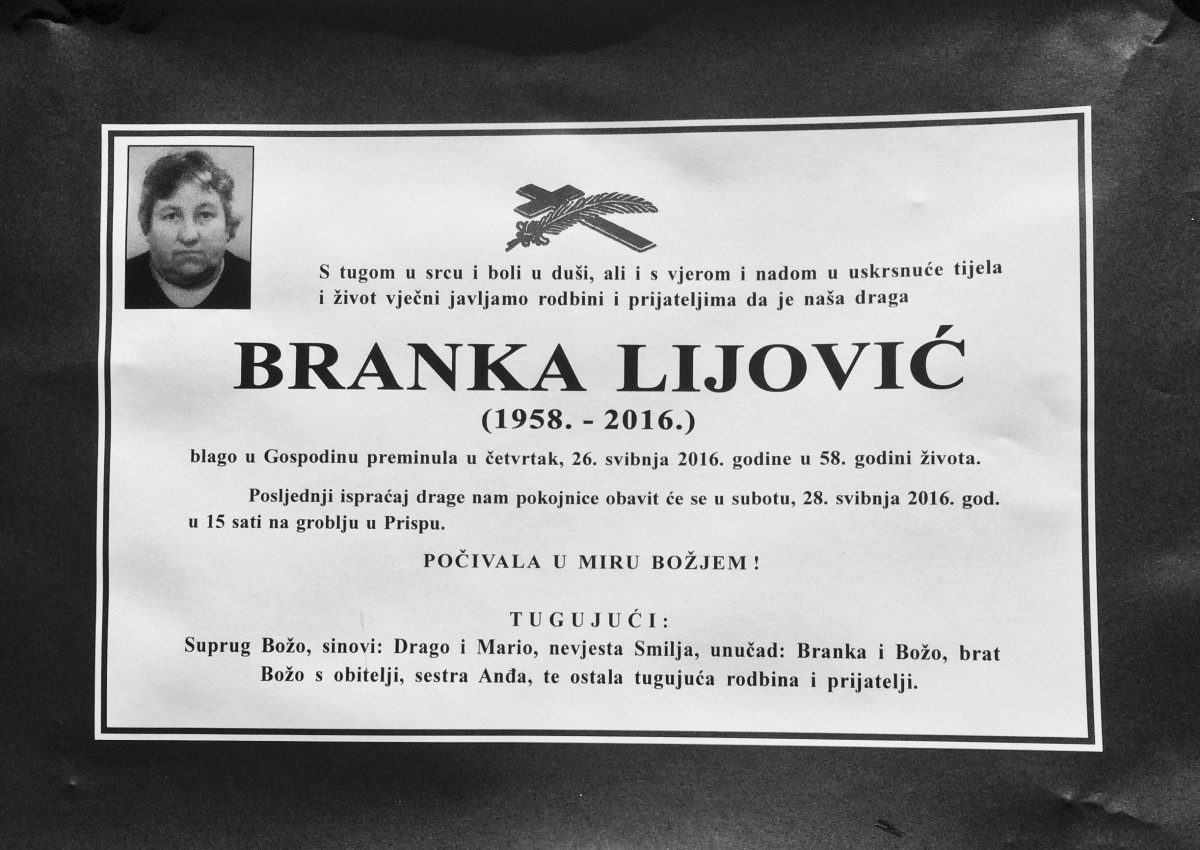 S tugom u srcu i boli u duši, ali i s vjerom i nadom u uskrsnuće tijela
i život vječni javljamo rodbini i prijateljima da je naša draga
BRANKA LIJOVIĆ
(1958. - 2016.)
blago u Gospodinu preminula u četvrtak, 26. svibnja 2016. godine u 58. godini života.
Posljednji ispraćaj drage nam pokojnice obavit će se u subotu, 28. svibnja 2016. god.
u 15 sati na groblju u Prispu.
POČIVALA U MIRU BOŽJEM !
TUGUJUĆI:
Suprug Božo, sinovi: Drago i Mario, nevjesta Smilja, unučad: Branka i Božo, brat
Božo s obitelji, sestra Anđa, te ostala tugujuća rodbina i prijatelji.